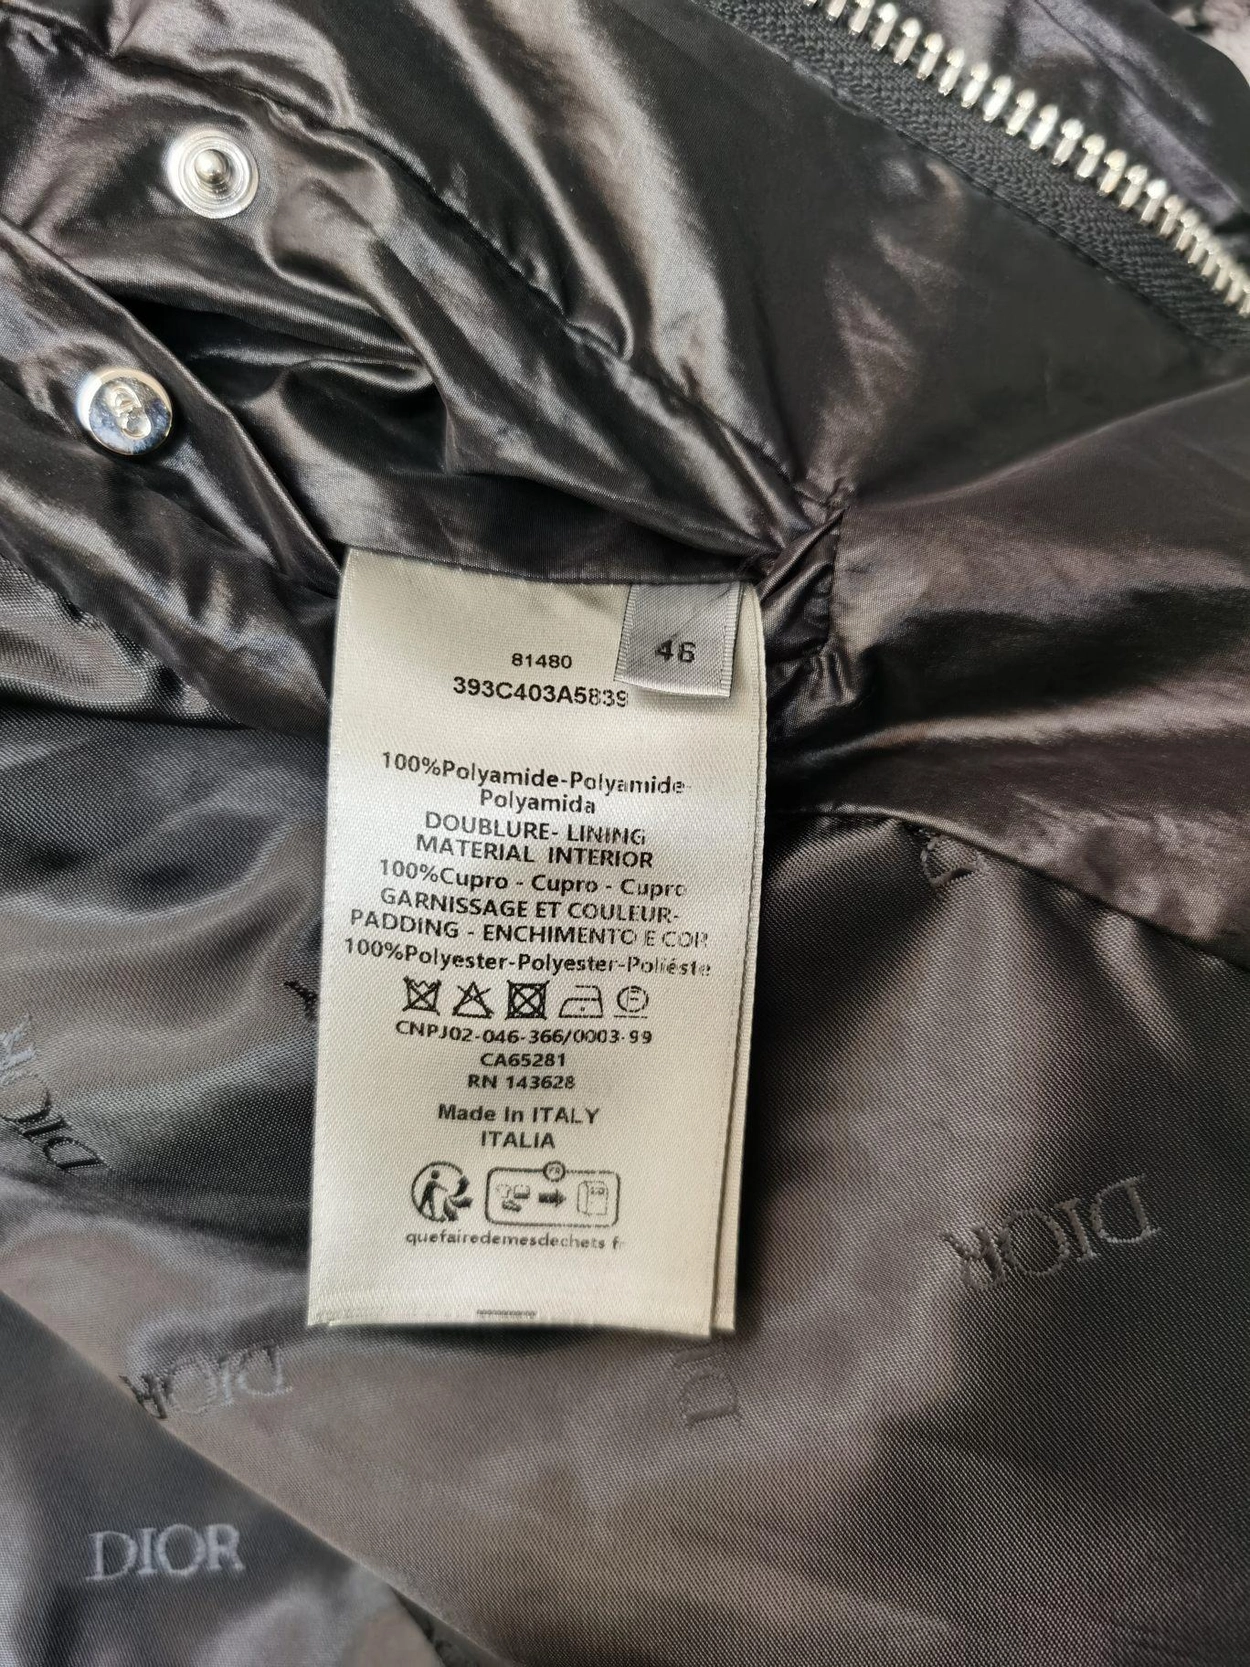 46
81480
393C403A5839
100%Polyamide-Polyamide-
Polyamida
DOUBLURE- LINING
MATERIAL INTERIOR
100%Cupro - Cupro - Cupro
GARNISSAGE ET COULEUR-
PADDING - ENCHIMENTO E COR
100%Polyester-Polyester-Poliéste
CNPJ02-046-366/0003-99
CA65281
RN 143628
Made In ITALY
ITALIA
FR
quefairedemesdechets fr
DIOR
DIOR
DIOR
DIOR